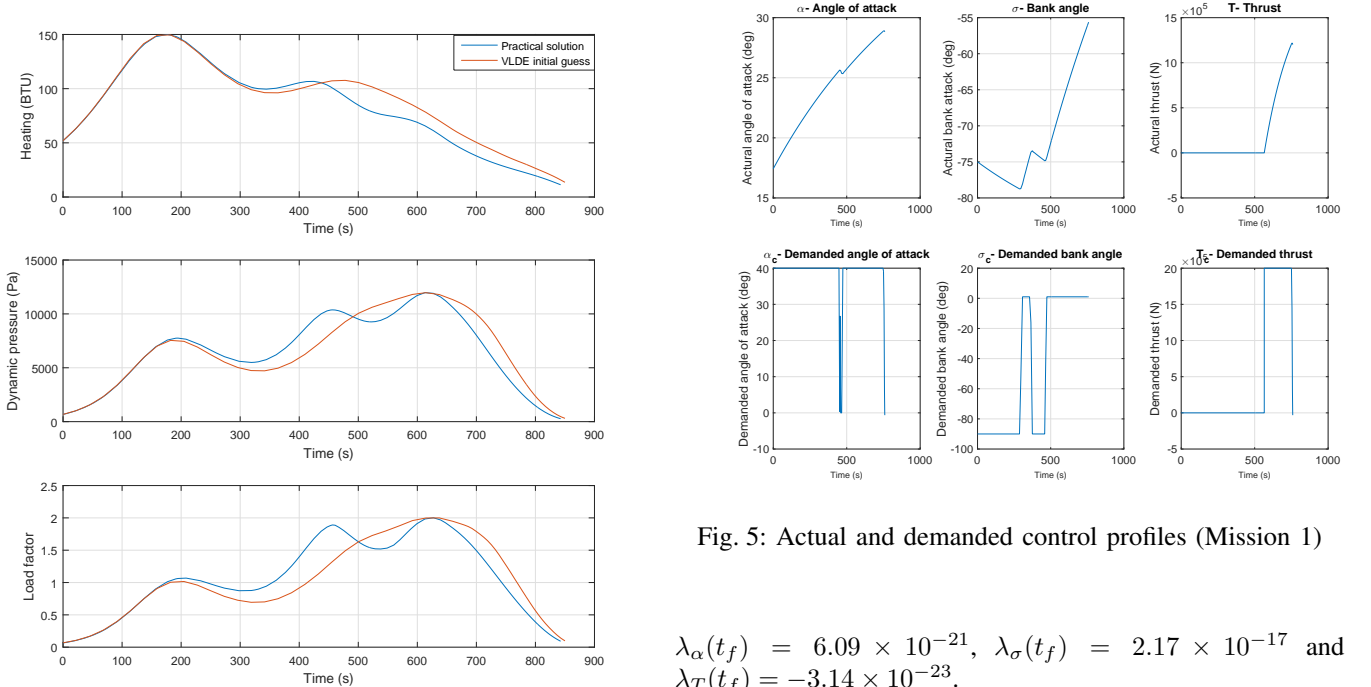 150
100
50
0
Heating (BTU)
Practical solution
VLDE initial guess
0 100 200 300 400 500 600 700 800 900
Time (s)
15000
10000
5000
0
Dynamic pressure (Pa)
0 100 200 300 400 500 600 700 800 900
Time (s)
2.5
2
1.5
1
0.5
0
Load factor
0 100 200 300 400 500 600 700 800 900
Time (s)
α- Angle of attack
30
25
20
15
Actural angle of attack (deg)
0 500 1000
Time (s)
σ- Bank angle
-55
-60
-65
-70
-75
-80
Actural bank attack (deg)
0 500 1000
Time (s)
T- Thrust
×10⁵
15
10
5
0
-5
Actural thrust (N)
0 500 1000
Time (s)
α_c- Demanded angle of attack
40
30
20
10
0
-10
Demanded angle of attack (deg)
0 500 1000
Time (s)
σ_c- Demanded bank angle
20
0
-20
-40
-60
-80
-100
Demanded bank angle (deg)
0 500 1000
Time (s)
T_c- Demanded thrust
20
15
10
5
0
-5
Demanded thrust (N)
0 500 1000
Time (s)
Fig. 5: Actual and demanded control profiles (Mission 1)
λ_α(t_f) = 6.09 × 10⁻²¹, λ_σ(t_f) = 2.17 × 10⁻¹⁷ and
λ_T(t_f) = −3.14 × 10⁻²³.